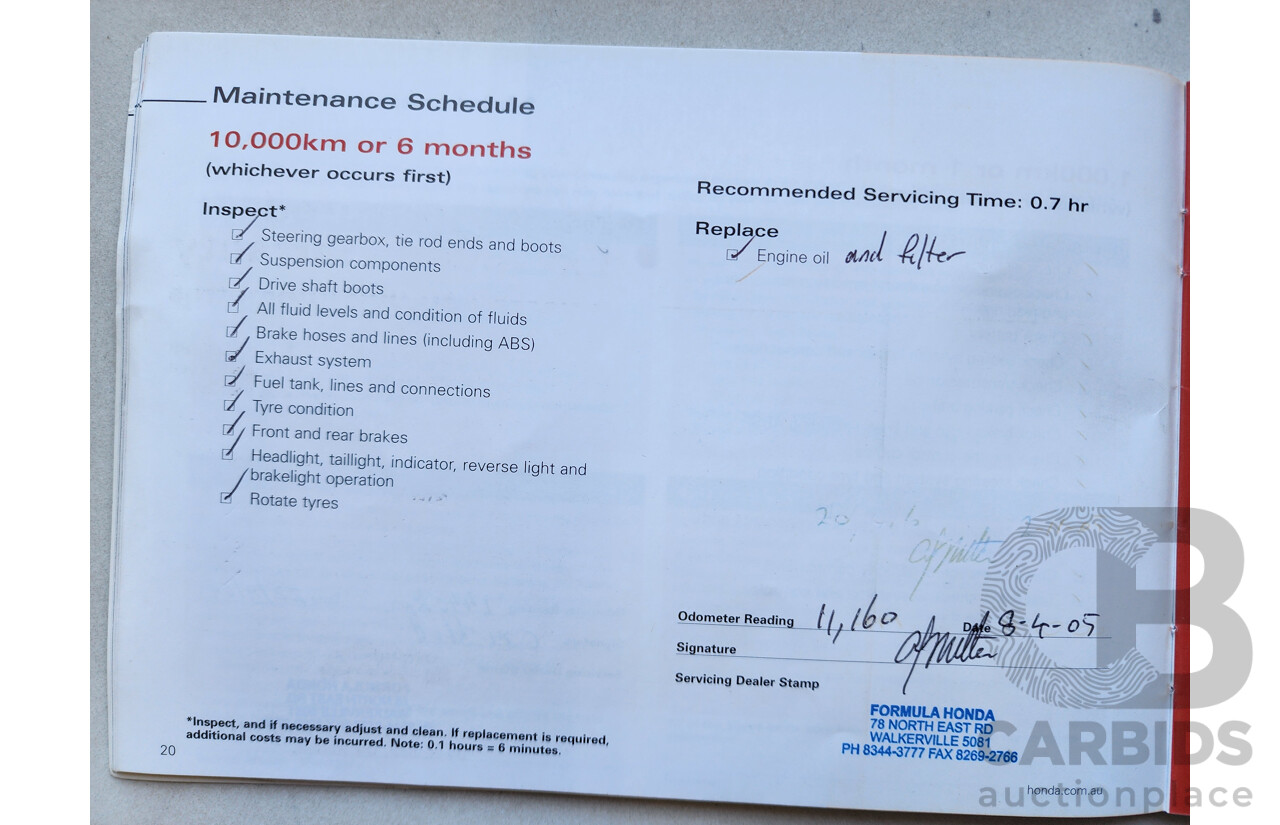 Maintenance Schedule
10,000km or 6 months
(whichever occurs first)
Inspect*
Steering gearbox, tie rod ends and boots
Suspension components
Drive shaft boots
All fluid levels and condition of fluids
Brake hoses and lines (including ABS)
Exhaust system
Fuel tank, lines and connections
Tyre condition
Front and rear brakes
Headlight, taillight, indicator, reverse light and
brakelight operation
Rotate tyres
*Inspect, and if necessary adjust and clean. If replacement is required,
additional costs may be incurred. Note: 0.1 hours = 6 minutes.
20
Recommended Servicing Time: 0.7 hr
Replace
Engine oil and filter
Odometer Reading 11,160 Date 8-4-05
Signature
Servicing Dealer Stamp
FORMULA HONDA
78 NORTH EAST RD
WALKERVILLE 5081
PH 8344-3777 FAX 8269-2766
honda.com.au
CARBIDS
auctionplace